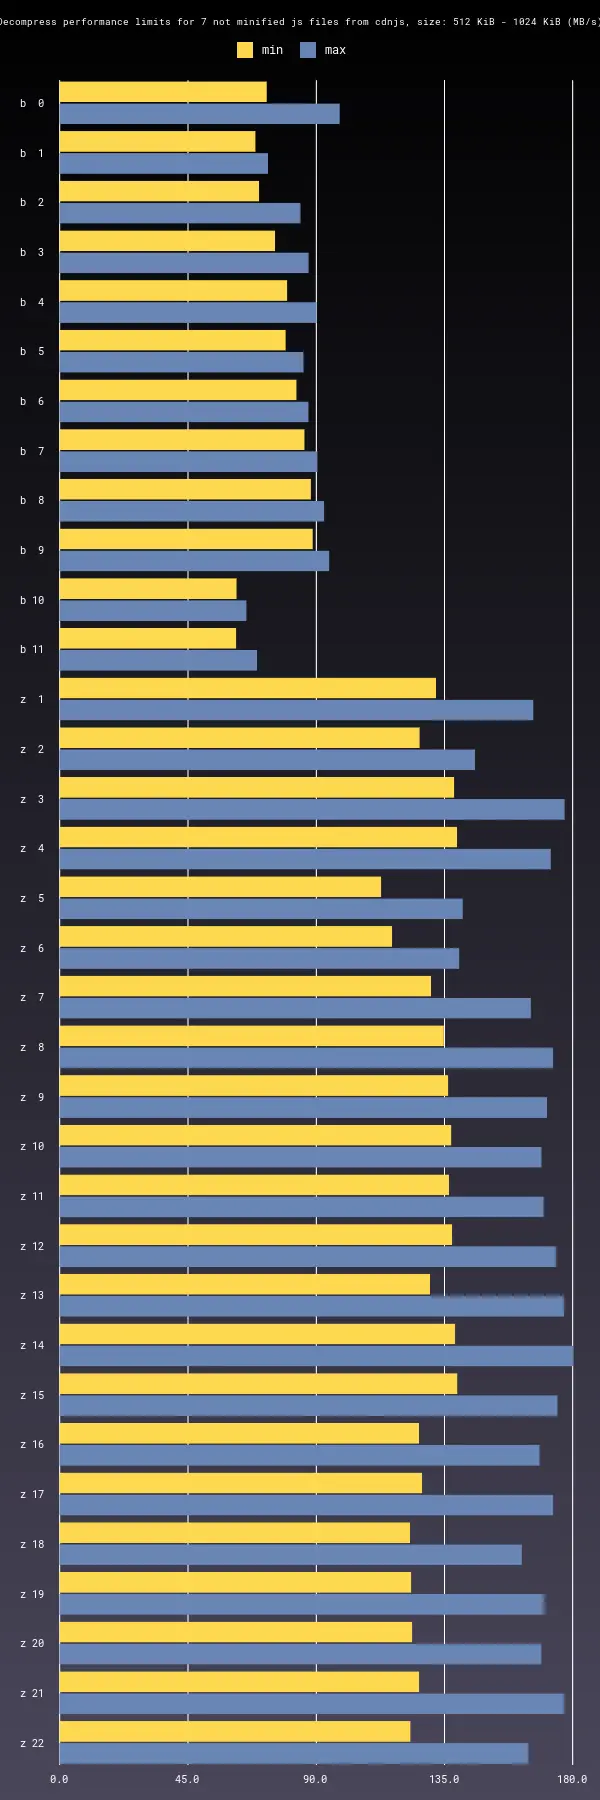 Decompress performance limits for 7 not minified js files from cdnjs, size: 512 KiB - 1024 KiB (MB/s)
min max
b 0
b 1
b 2
b 3
b 4
b 5
b 6
b 7
b 8
b 9
b 10
b 11
z 1
z 2
z 3
z 4
z 5
z 6
z 7
z 8
z 9
z 10
z 11
z 12
z 13
z 14
z 15
z 16
z 17
z 18
z 19
z 20
z 21
z 22
0.0 45.0 90.0 135.0 180.0